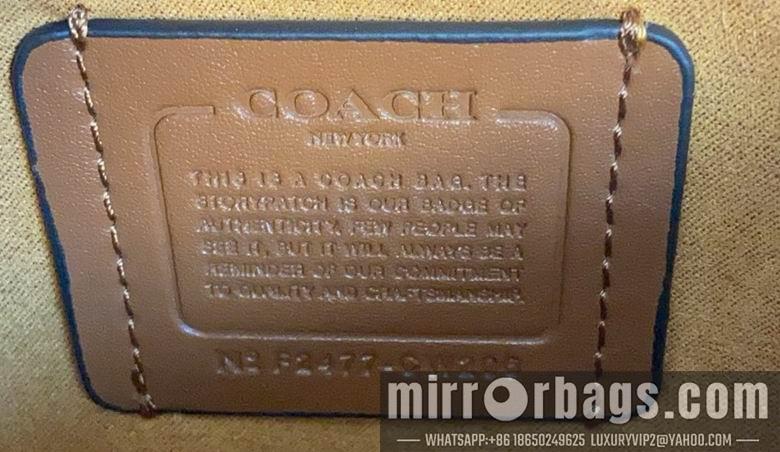 COACH
NEW YORK
THIS IS A COACH BAG. THE
STORYPATCH IS OUR BADGE OF
AUTHENTICITY. FEW PEOPLE MAY
SEE IT, BUT IT WILL ALWAYS BE A
REMINDER OF OUR COMMITMENT
TO QUALITY AND CRAFTSMANSHIP.
Nº F2477-
mirrorbags.com
WHATSAPP:+86 18650249625 LUXURYVIP2@YAHOO.COM